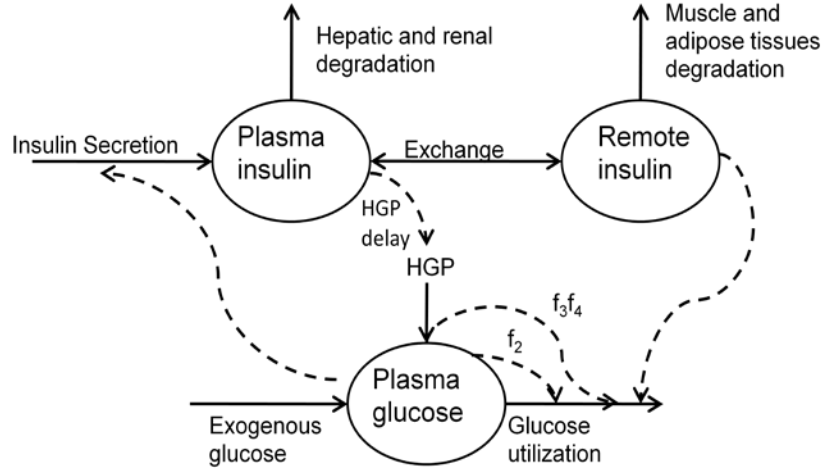 Hepatic and renal
degradation
Muscle and
adipose tissues
degradation
Insulin Secretion
Plasma
insulin
Exchange
Remote
insulin
HGP
delay
HGP
f₃f₄
f₂
Plasma
glucose
Exogenous
glucose
Glucose
utilization